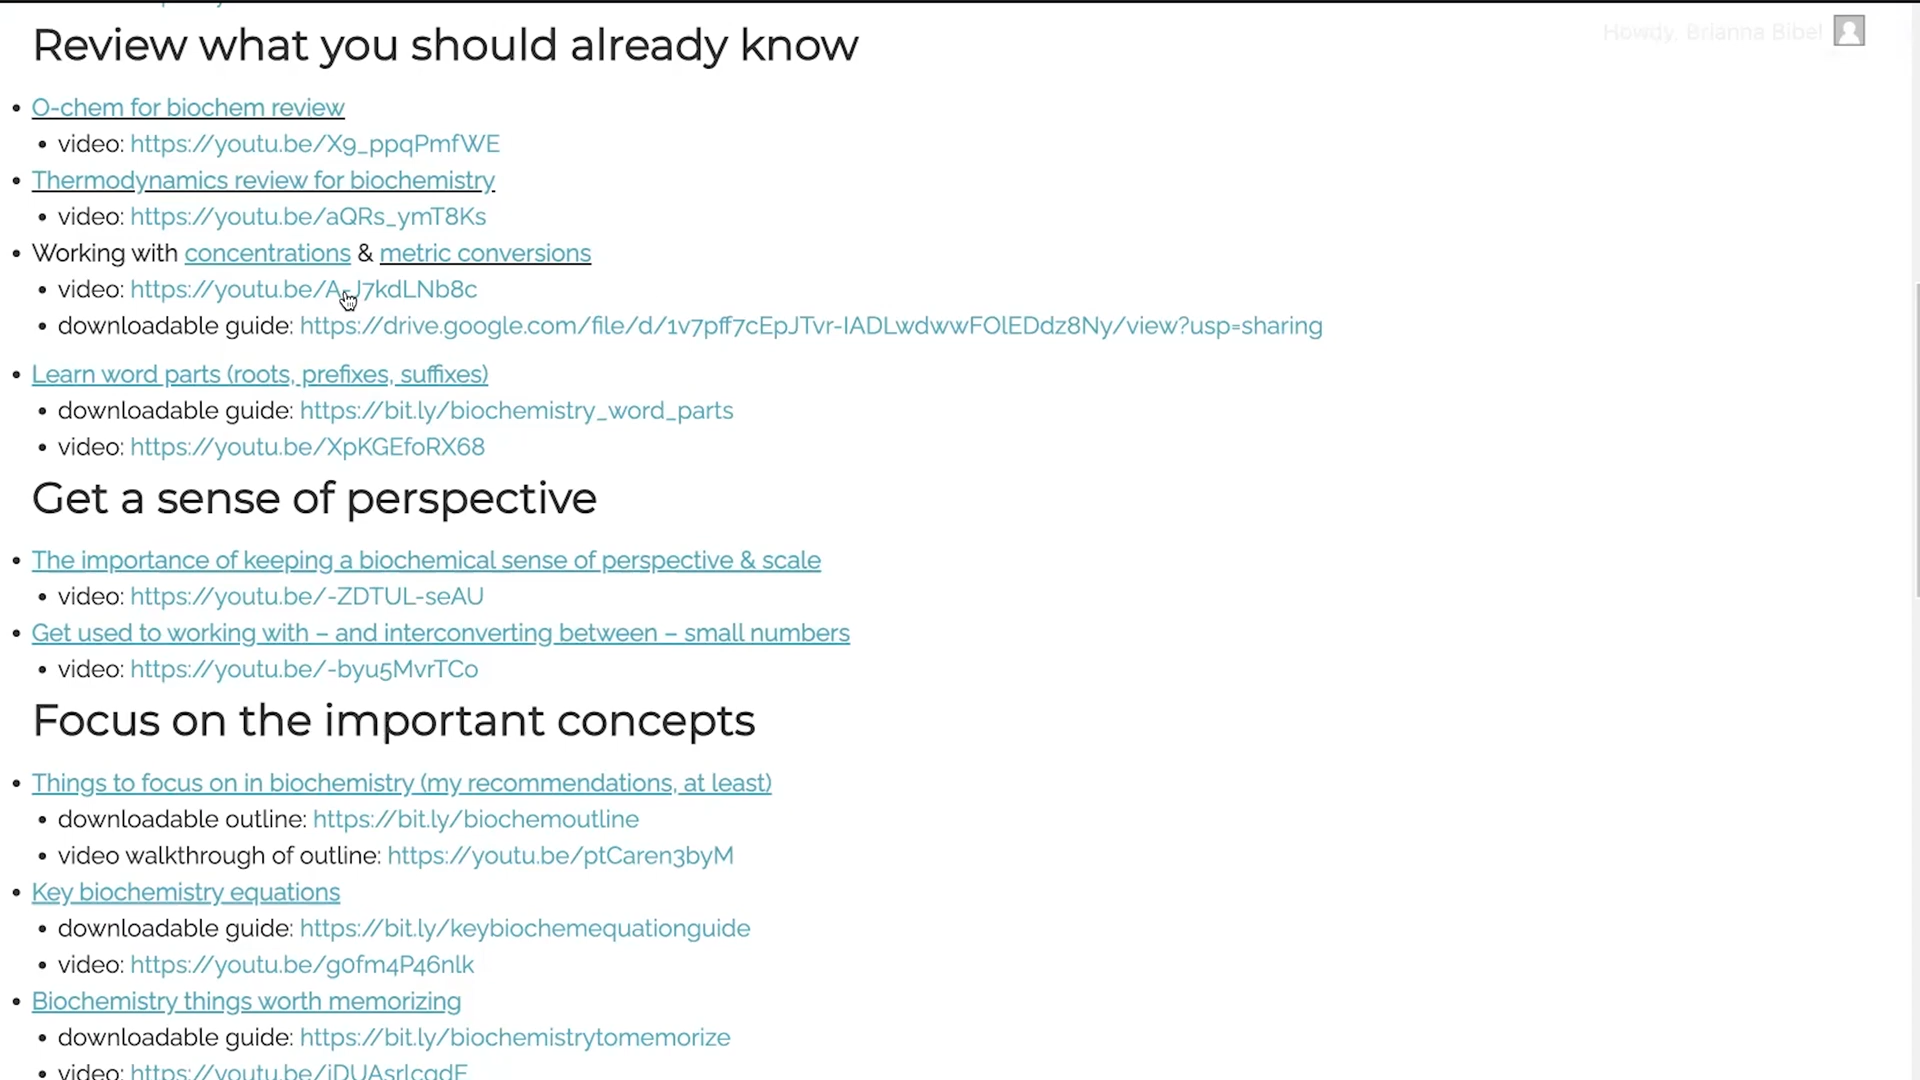 Howdy, Brianna Bibel
Review what you should already know
• O-chem for biochem review
• video: https://youtu.be/X9_ppqPmfWE
• Thermodynamics review for biochemistry
• video: https://youtu.be/aQRs_ymT8Ks
• Working with concentrations & metric conversions
• video:
• downloadable guide: https://drive.google.com/file/d/1v7pff7cEpJTvr-IADLwdwwFOlEDdz8Ny/view?usp=sharing
• Learn word parts (roots, prefixes, suffixes)
• downloadable guide: https://bit.ly/biochemistry_word_parts
• video: https://youtu.be/XpKGEfoRX68
Get a sense of perspective
• The importance of keeping a biochemical sense of perspective & scale
• video: https://youtu.be/-ZDTUL-seAU
• Get used to working with – and interconverting between – small numbers
• video: https://youtu.be/-byu5MvrTCo
Focus on the important concepts
• Things to focus on in biochemistry (my recommendations, at least)
• downloadable outline: https://bit.ly/biochemoutline
• video walkthrough of outline: https://youtu.be/ptCaren3byM
• Key biochemistry equations
• downloadable guide: https://bit.ly/keybiochemequationguide
• video: https://youtu.be/g0fm4P46nlk
• Biochemistry things worth memorizing
• downloadable guide: https://bit.ly/biochemistrytomemorize
video: